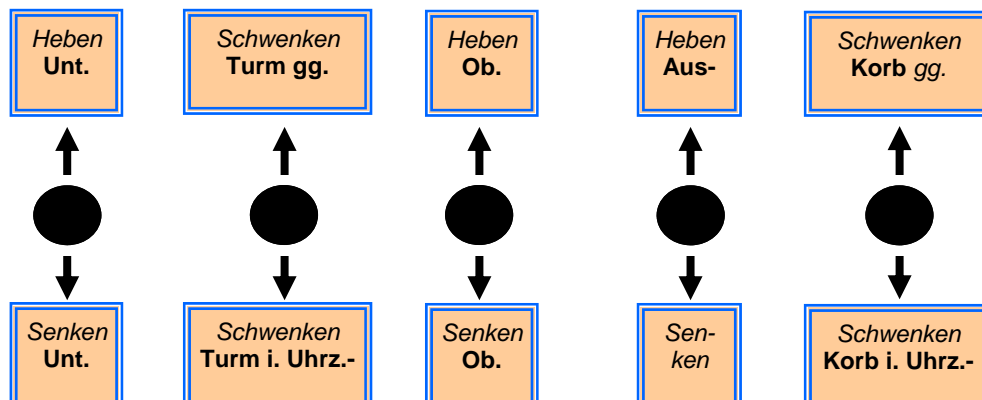 Heben
Unt.
Schwenken
Turm gg.
Heben
Ob.
Heben
Aus-
Schwenken
Korb gg.
Senken
Unt.
Schwenken
Turm i. Uhrz.-
Senken
Ob.
Sen-
ken
Schwenken
Korb i. Uhrz.-